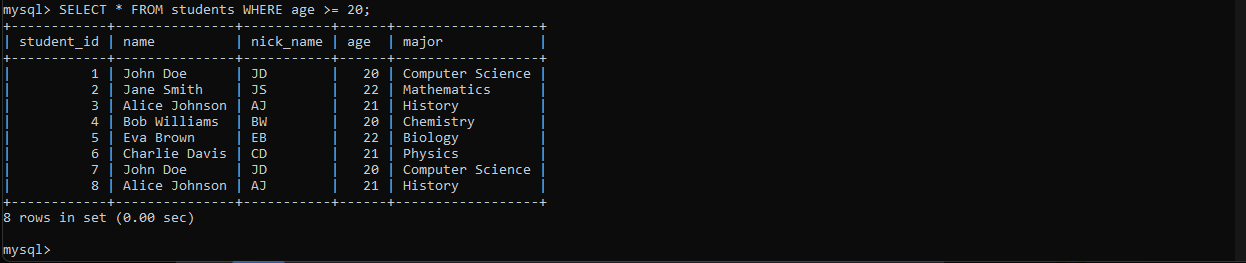 mysql> SELECT * FROM students WHERE age >= 20;
+------------+---------------+-----------+------+------------------+
| student_id | name          | nick_name | age  | major            |
+------------+---------------+-----------+------+------------------+
|          1 | John Doe      | JD        |   20 | Computer Science |
|          2 | Jane Smith    | JS        |   22 | Mathematics      |
|          3 | Alice Johnson | AJ        |   21 | History          |
|          4 | Bob Williams  | BW        |   20 | Chemistry        |
|          5 | Eva Brown     | EB        |   22 | Biology          |
|          6 | Charlie Davis | CD        |   21 | Physics          |
|          7 | John Doe      | JD        |   20 | Computer Science |
|          8 | Alice Johnson | AJ        |   21 | History          |
+------------+---------------+-----------+------+------------------+
8 rows in set (0.00 sec)
mysql>